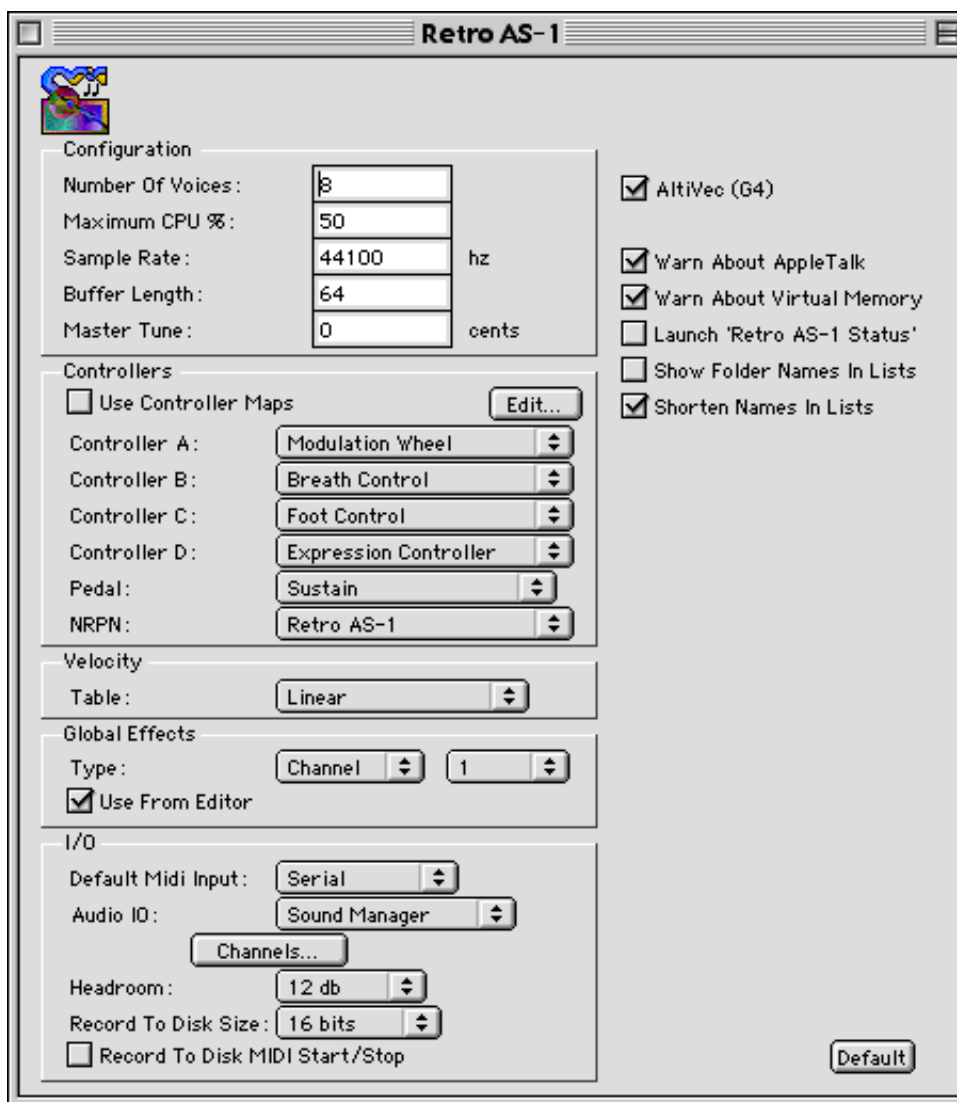 Retro AS-1
Configuration
Number Of Voices: 8
Maximum CPU %: 50
Sample Rate: 44100 hz
Buffer Length: 64
Master Tune: 0 cents
AltiVec (G4)
Warn About AppleTalk
Warn About Virtual Memory
Launch 'Retro AS-1 Status'
Show Folder Names In Lists
Shorten Names In Lists
Controllers
Use Controller Maps Edit...
Controller A: Modulation Wheel
Controller B: Breath Control
Controller C: Foot Control
Controller D: Expression Controller
Pedal: Sustain
NRPN: Retro AS-1
Velocity
Table: Linear
Global Effects
Type: Channel 1
Use From Editor
I/O
Default Midi Input: Serial
Audio IO: Sound Manager
Channels...
Headroom: 12 db
Record To Disk Size: 16 bits
Record To Disk MIDI Start/Stop
Default